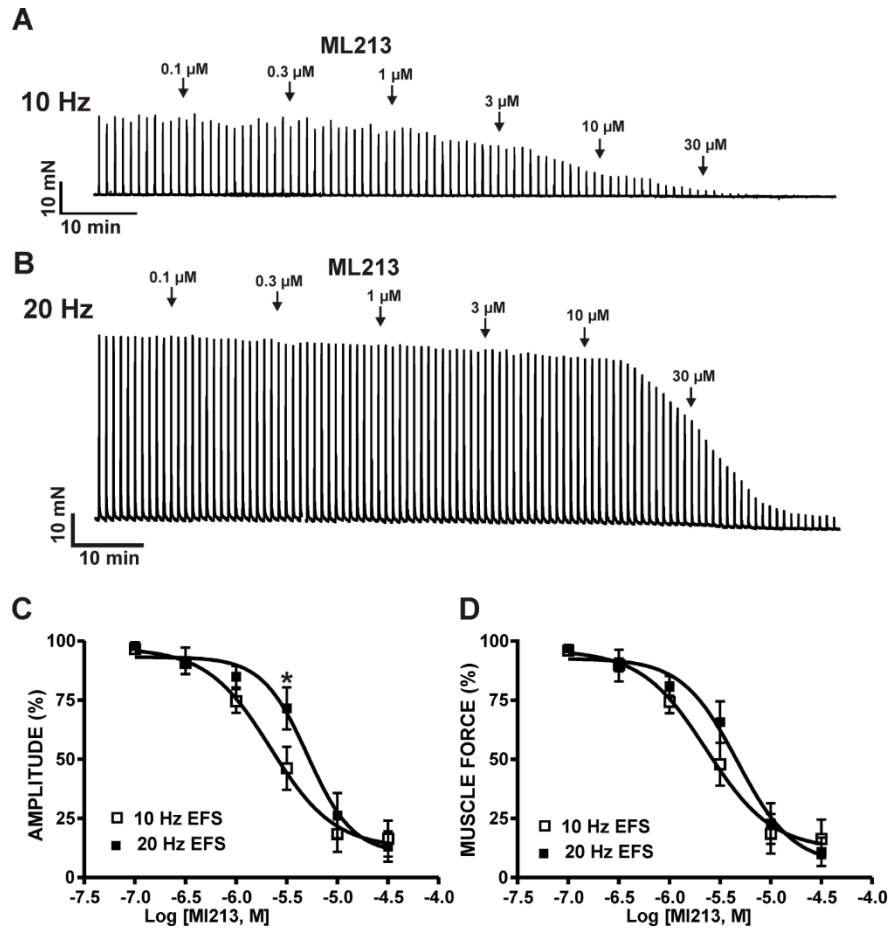 A
ML213
0.1 µM
0.3 µM
1 µM
3 µM
10 µM
30 µM
10 Hz
10 mN
10 min
B
ML213
0.1 µM
0.3 µM
1 µM
3 µM
10 µM
30 µM
20 Hz
10 mN
10 min
C
AMPLITUDE (%)
100
75
50
25
0
*
10 Hz EFS
20 Hz EFS
-7.5 -7.0 -6.5 -6.0 -5.5 -5.0 -4.5 -4.0
Log [Ml213, M]
D
MUSCLE FORCE (%)
100
75
50
25
0
10 Hz EFS
20 Hz EFS
-7.5 -7.0 -6.5 -6.0 -5.5 -5.0 -4.5 -4.0
Log [Ml213, M]